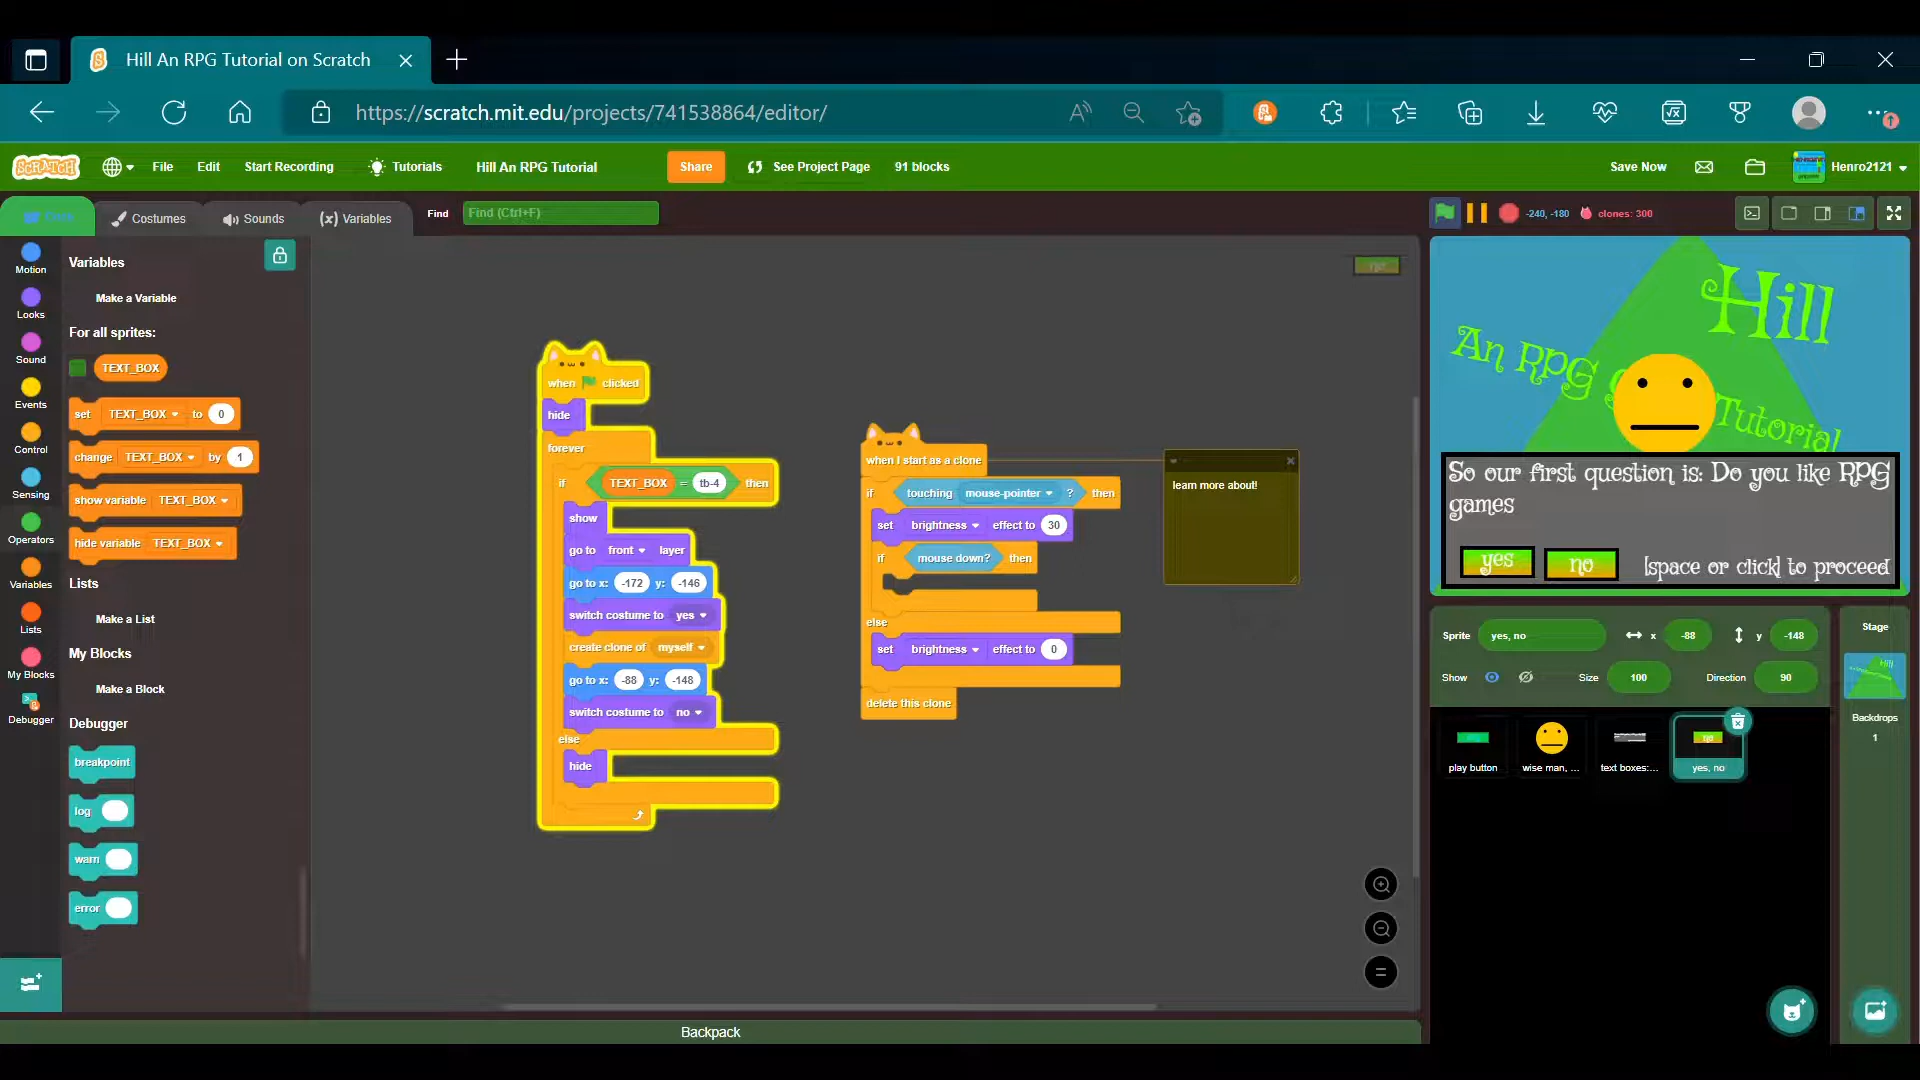 Hill An RPG Tutorial on Scratch
https://scratch.mit.edu/projects/741538864/editor/
SCRATCH
File
Edit
Start Recording
Tutorials
Hill An RPG Tutorial
Share
See Project Page
91 blocks
Save Now
Henro2121
Costumes
Sounds
(x) Variables
Find
Find (Ctrl+F)
-240, -180
clones: 300
Motion
Looks
Sound
Events
Control
Sensing
Operators
Variables
Lists
My Blocks
Debugger
Variables
Make a Variable
For all sprites:
TEXT_BOX
set TEXT_BOX to 0
change TEXT_BOX by 1
show variable TEXT_BOX
hide variable TEXT_BOX
Lists
Make a List
My Blocks
Make a Block
Debugger
breakpoint
log
warn
error
when clicked
hide
forever
if TEXT_BOX = tb-4 then
show
go to front layer
go to x: -172 y: -146
switch costume to yes
create clone of myself
go to x: -88 y: -148
switch costume to no
else
hide
when I start as a clone
if touching mouse-pointer ? then
set brightness effect to 30
if mouse down? then
else
set brightness effect to 0
delete this clone
learn more about!
no
Hill
An RPG
Tutorial
So our first question is: Do you like RPG
games
yes
no
[space or click] to proceed
Sprite
yes, no
x
-88
y
-148
Show
Size
100
Direction
90
Stage
Backdrops
1
play button
wise man, ...
text boxes:...
no
yes, no
Backpack